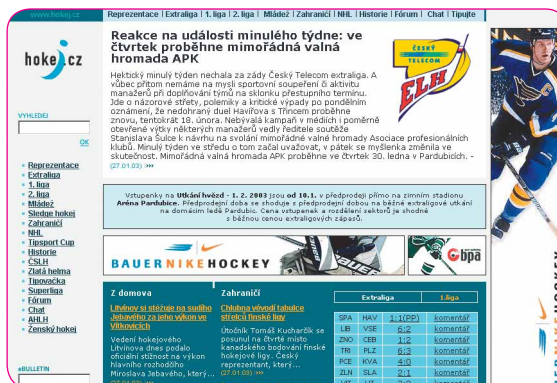 www.hokej.cz
Reprezentace | Extraliga | 1. liga | 2. liga | Mládež | Zahraničí | NHL | Historie | Fórum | Chat | Tipujte
hokej.cz
VYHLEDEJ
OK
Reprezentace
Extraliga
1. liga
2. liga
Mládež
Sledge hokej
Zahraničí
NHL
Tipsport Cup
Historie
ČSLH
Zlatá helma
Tipovačka
Superliga
Fórum
Chat
AHLH
Ženský hokej
eBULLETIN
Reakce na události minulého týdne: ve
čtvrtek proběhne mimořádná valná
hromada APK
Hektický minulý týden nechala za zády Český Telecom extraliga. A
vůbec přitom nemáme na mysli sportovní soupeření či aktivitu
manažerů při doplňování týmů na sklonku přestupního termínu.
Jde o názorové střety, polemiky a kritické výpady po pondělním
oznámení, že nedohraný duel Havířova s Třincem proběhne
znovu, tentokrát 18. února. Nebývalá kampaň v médiích i poměrně
otevřené výtky některých manažerů vedly ředitele soutěže
Stanislava Šulce k návrhu na svolání mimořádné valné hromady Asociace profesionálních
klubů. Minulý týden ve středu o tom začal uvažovat, v pátek se myšlenka změnila ve
skutečnost. Mimořádná valná hromada APK proběhne ve čtvrtek 30. ledna v Pardubicích. -
(27.01.03) »»
ČESKÝ
TELECOM
ELH
Vstupenky na Utkání hvězd - 1. 2. 2003 jsou od 10.1. v předprodeji přímo na zimním stadionu
Aréna Pardubice. Předprodejní doba se shoduje s předprodejní dobou na běžné extraligové utkání
na domácím ledě Pardubic. Cena vstupenek a rozdělení sektorů je shodné
s běžnou cenou extraligových zápasů.
BAUER NIKE HOCKEY
Gbpa
Z domova
Litvínov si stěžuje na sudího
Jebavého za jeho výkon ve
Vítkovicích
Vedení hokejového
Litvínova dnes podalo
oficiální stížnost na výkon
hlavního rozhodčího
Miroslava Jebavého, který...
(27.01.03) »»
Zahraničí
Chlubna vévodí tabulce
střelců finské ligy
Útočník Tomáš Kucharčík se
posunul na čtvrté místo
kanadského bodování finské
hokejové ligy. Český
reprezentant, který...
(27.01.03) »»
Extraliga 1.liga
SPA HAV 1:1(PP) komentář
LIB VSE 6:2 komentář
ZNO CEB 1:2 komentář
TRI PLZ 6:3 komentář
PCE KVA 4:0 komentář
ZLN SLA 2:1 komentář